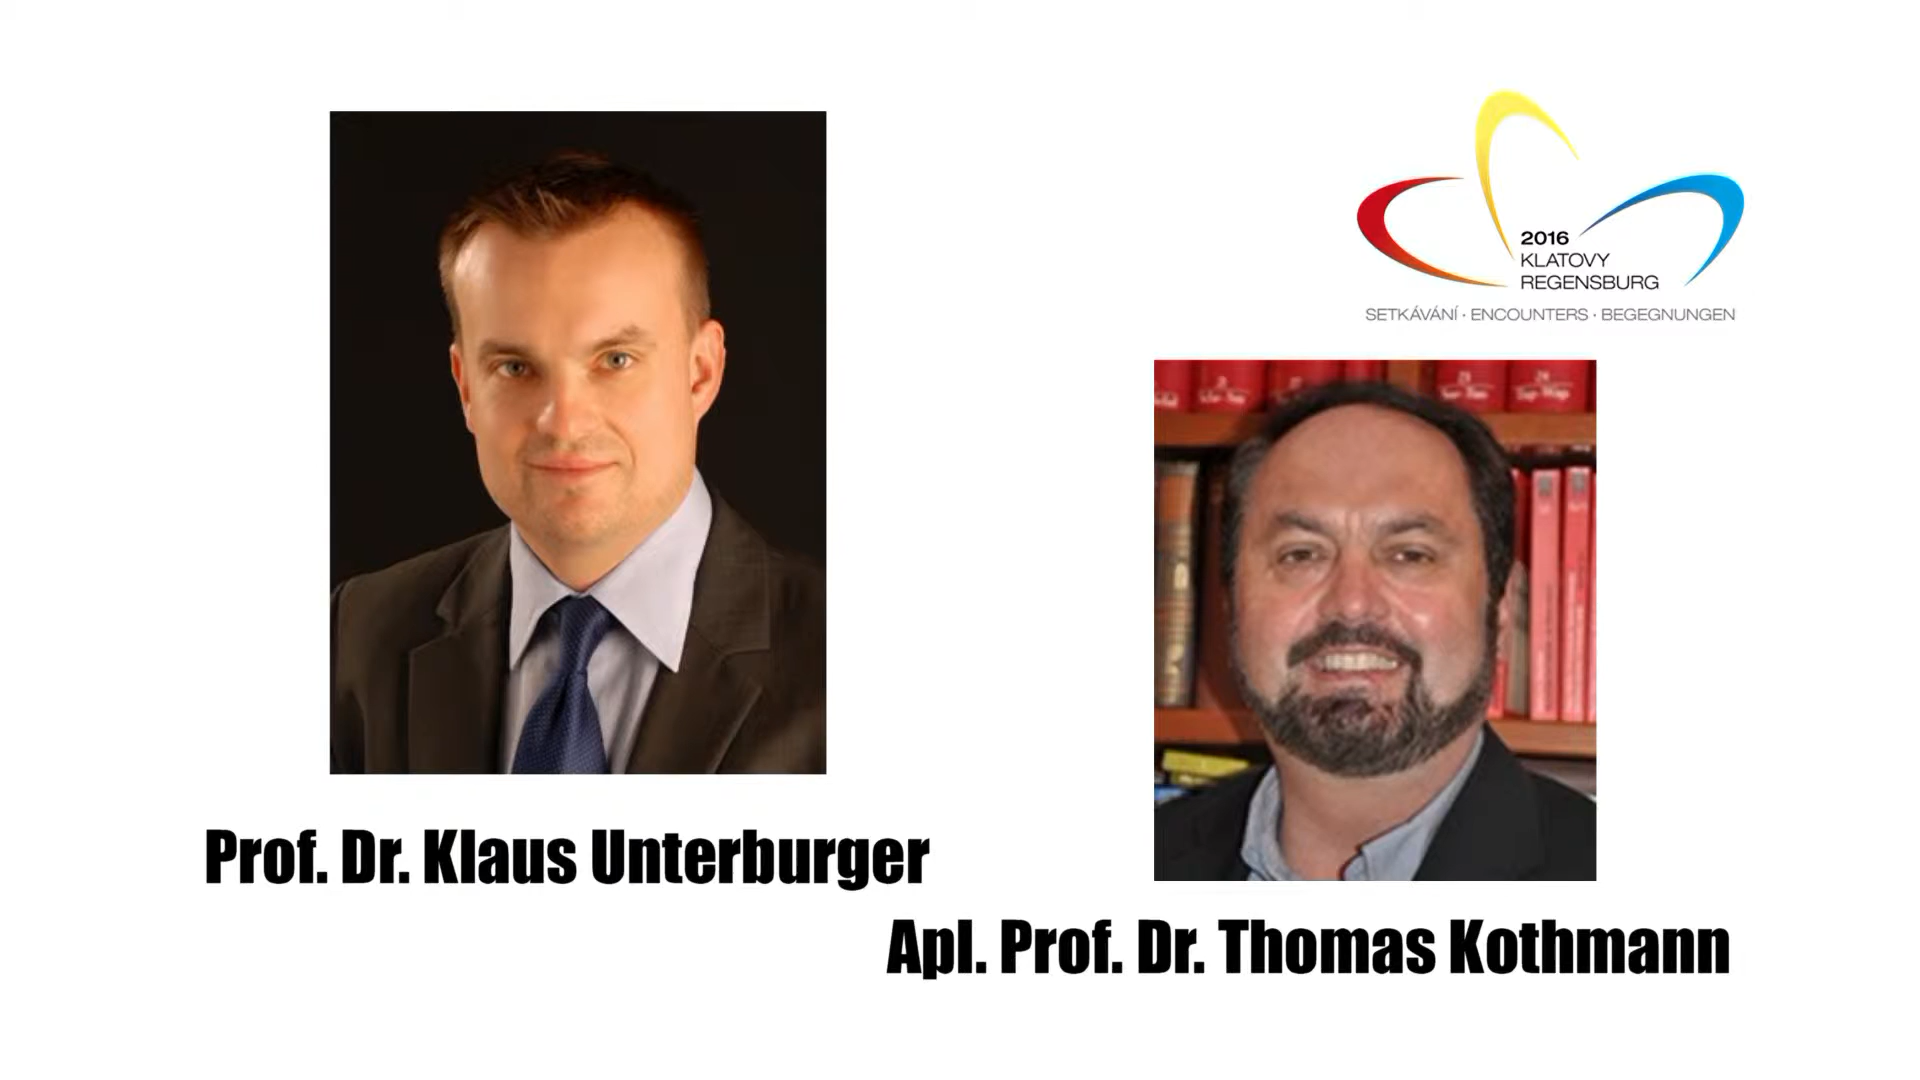 2016
KLATOVY
REGENSBURG
SETKÁVÁNÍ · ENCOUNTERS · BEGEGNUNGEN
Prof. Dr. Klaus Unterburger
Apl. Prof. Dr. Thomas Kothmann